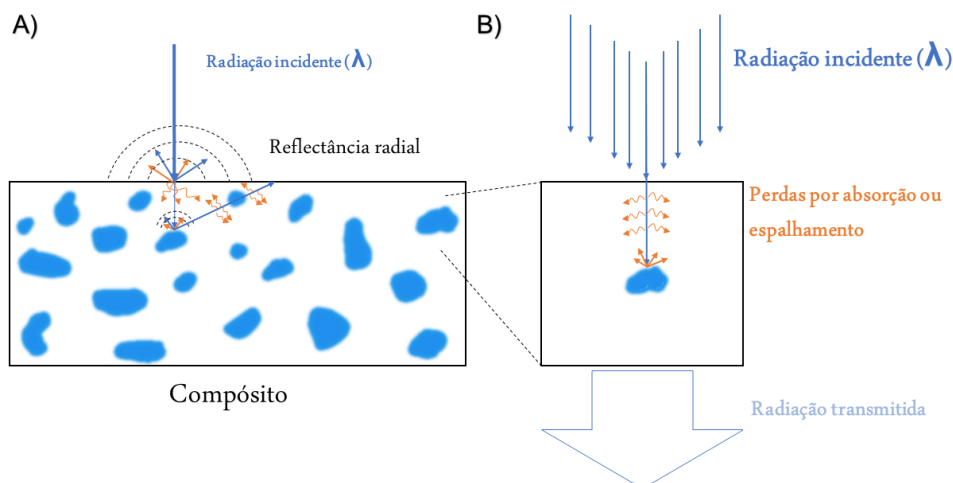 A)
Radiação incidente (λ)
Reflectância radial
Compósito
B)
Radiação incidente (λ)
Perdas por absorção ou
espalhamento
Radiação transmitida